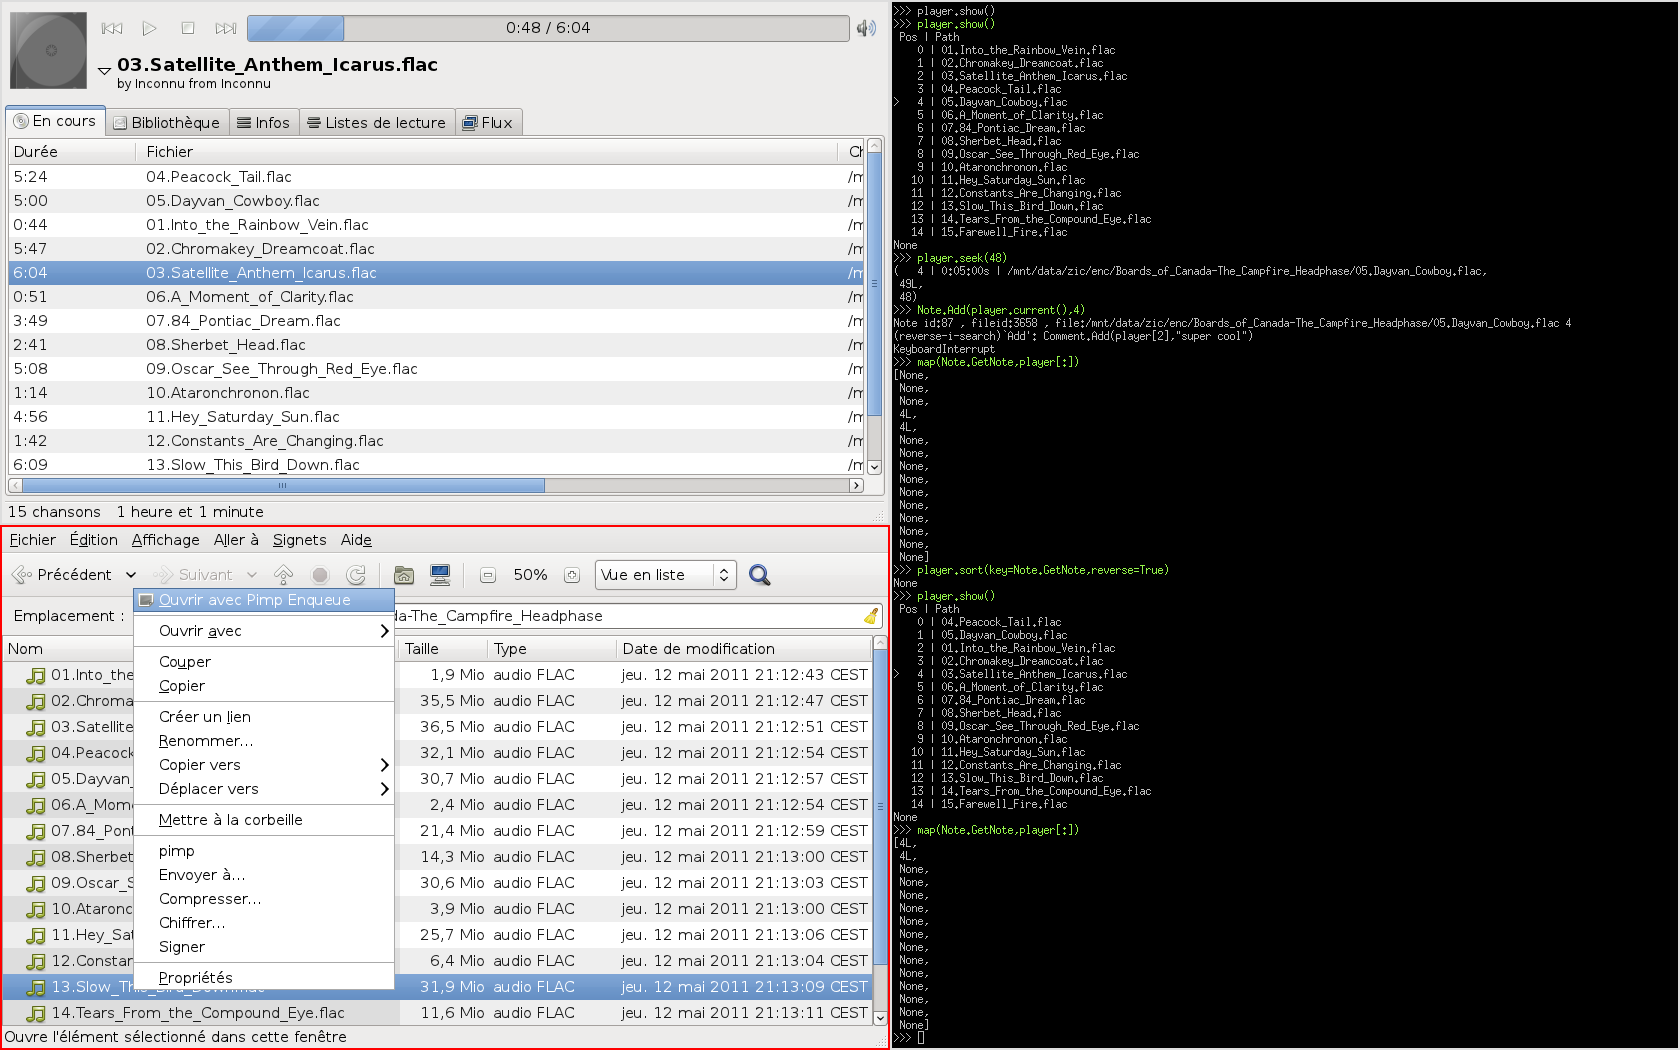 0:48 / 6:04
03.Satellite_Anthem_Icarus.flac
by Inconnu from Inconnu
En cours Bibliothèque Infos Listes de lecture Flux
Durée Fichier Ch
5:24 04.Peacock_Tail.flac /m
5:00 05.Dayvan_Cowboy.flac /m
0:44 01.Into_the_Rainbow_Vein.flac /m
5:47 02.Chromakey_Dreamcoat.flac /m
6:04 03.Satellite_Anthem_Icarus.flac /m
0:51 06.A_Moment_of_Clarity.flac /m
3:49 07.84_Pontiac_Dream.flac /m
2:41 08.Sherbet_Head.flac /m
5:08 09.Oscar_See_Through_Red_Eye.flac /m
1:14 10.Ataronchronon.flac /m
4:56 11.Hey_Saturday_Sun.flac /m
1:42 12.Constants_Are_Changing.flac /m
6:09 13.Slow_This_Bird_Down.flac /m
15 chansons 1 heure et 1 minute
Fichier Édition Affichage Aller à Signets Aide
Précédent Suivant 50% Vue en liste
Emplacement : da-The_Campfire_Headphase
Nom Taille Type Date de modification
01.Into_the 1,9 Mio audio FLAC jeu. 12 mai 2011 21:12:43 CEST
02.Chroma 35,5 Mio audio FLAC jeu. 12 mai 2011 21:12:47 CEST
03.Satellite 36,5 Mio audio FLAC jeu. 12 mai 2011 21:12:51 CEST
04.Peacock 32,1 Mio audio FLAC jeu. 12 mai 2011 21:12:54 CEST
05.Dayvan_ 30,7 Mio audio FLAC jeu. 12 mai 2011 21:12:57 CEST
06.A_Mome 2,4 Mio audio FLAC jeu. 12 mai 2011 21:12:54 CEST
07.84_Pont 21,4 Mio audio FLAC jeu. 12 mai 2011 21:12:59 CEST
08.Sherbet 14,3 Mio audio FLAC jeu. 12 mai 2011 21:13:00 CEST
09.Oscar_S 30,6 Mio audio FLAC jeu. 12 mai 2011 21:13:03 CEST
10.Ataronc 3,9 Mio audio FLAC jeu. 12 mai 2011 21:13:00 CEST
11.Hey_Sat 25,7 Mio audio FLAC jeu. 12 mai 2011 21:13:06 CEST
12.Constan 6,4 Mio audio FLAC jeu. 12 mai 2011 21:13:04 CEST
13.Slow_This_Bird_Down.flac 31,9 Mio audio FLAC jeu. 12 mai 2011 21:13:09 CEST
14.Tears_From_the_Compound_Eye.flac 11,6 Mio audio FLAC jeu. 12 mai 2011 21:13:11 CEST
Ouvre l'élément sélectionné dans cette fenêtre
Ouvrir avec Pimp Enqueue
Ouvrir avec
Couper
Copier
Créer un lien
Renommer...
Copier vers
Déplacer vers
Mettre à la corbeille
pimp
Envoyer à...
Compresser...
Chiffrer...
Signer
Propriétés
>>> player.show()
>>> player.show()
Pos | Path
0 | 01.Into_the_Rainbow_Vein.flac
1 | 02.Chromakey_Dreamcoat.flac
2 | 03.Satellite_Anthem_Icarus.flac
3 | 04.Peacock_Tail.flac
> 4 | 05.Dayvan_Cowboy.flac
5 | 06.A_Moment_of_Clarity.flac
6 | 07.84_Pontiac_Dream.flac
7 | 08.Sherbet_Head.flac
8 | 09.Oscar_See_Through_Red_Eye.flac
9 | 10.Ataronchronon.flac
10 | 11.Hey_Saturday_Sun.flac
11 | 12.Constants_Are_Changing.flac
12 | 13.Slow_This_Bird_Down.flac
13 | 14.Tears_From_the_Compound_Eye.flac
14 | 15.Farewell_Fire.flac
None
>>> player.seek(48)
( 4 | 0:05:00s | /mnt/data/zic/enc/Boards_of_Canada-The_Campfire_Headphase/05.Dayvan_Cowboy.flac,
49L,
48)
>>> Note.Add(player.current(),4)
Note id:87 , fileid:3658 , file:/mnt/data/zic/enc/Boards_of_Canada-The_Campfire_Headphase/05.Dayvan_Cowboy.flac 4
(reverse-i-search)`Add': Comment.Add(player[2],"super cool")
KeyboardInterrupt
>>> map(Note.GetNote,player[:])
[None,
None,
None,
4L,
4L,
None,
None,
None,
None,
None,
None,
None,
None,
None,
None]
>>> player.sort(key=Note.GetNote,reverse=True)
None
>>> player.show()
Pos | Path
0 | 04.Peacock_Tail.flac
1 | 05.Dayvan_Cowboy.flac
2 | 01.Into_the_Rainbow_Vein.flac
3 | 02.Chromakey_Dreamcoat.flac
> 4 | 03.Satellite_Anthem_Icarus.flac
5 | 06.A_Moment_of_Clarity.flac
6 | 07.84_Pontiac_Dream.flac
7 | 08.Sherbet_Head.flac
8 | 09.Oscar_See_Through_Red_Eye.flac
9 | 10.Ataronchronon.flac
10 | 11.Hey_Saturday_Sun.flac
11 | 12.Constants_Are_Changing.flac
12 | 13.Slow_This_Bird_Down.flac
13 | 14.Tears_From_the_Compound_Eye.flac
14 | 15.Farewell_Fire.flac
None
>>> map(Note.GetNote,player[:])
[4L,
4L,
None,
None,
None,
None,
None,
None,
None,
None,
None,
None,
None,
None,
None]
>>>